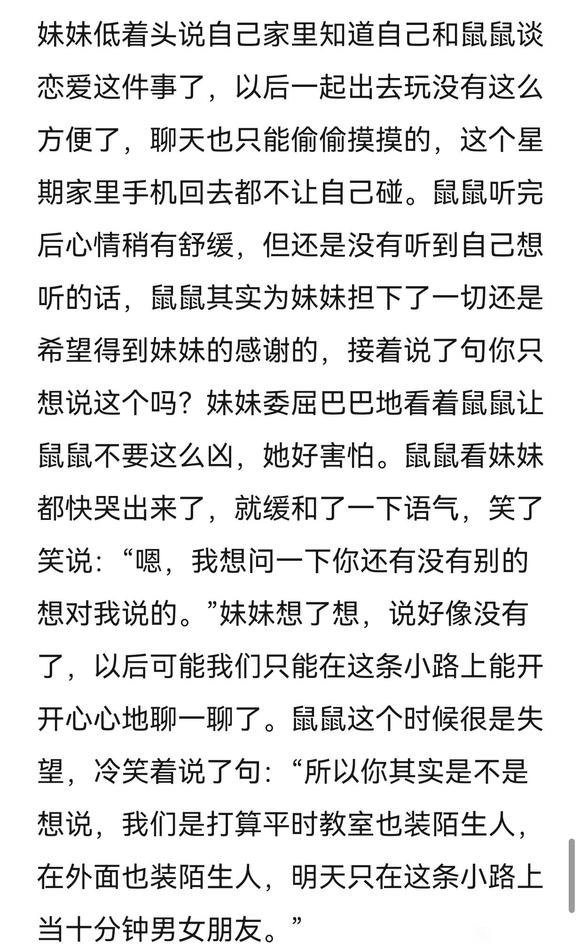 妹妹低着头说自己家里知道自己和鼠鼠谈
恋爱这件事了，以后一起出去玩没有这么
方便了，聊天也只能偷偷摸摸的，这个星
期家里手机回去都不让自己碰。鼠鼠听完
后心情稍有舒缓，但还是没有听到自己想
听的话，鼠鼠其实为妹妹担下了一切还是
希望得到妹妹的感谢的，接着说了句你只
想说这个吗？妹妹委屈巴巴地看着鼠鼠让
鼠鼠不要这么凶，她好害怕。鼠鼠看妹妹
都快哭出来了，就缓和了一下语气，笑了
笑说：“嗯，我想问一下你还有没有别的
想对我说的。”妹妹想了想，说好像没有
了，以后可能我们只能在这条小路上能开
开心心地聊一聊了。鼠鼠这个时候很是失
望，冷笑着说了句：“所以你其实是不是
想说，我们是打算平时教室也装陌生人，
在外面也装陌生人，明天只在这条小路上
当十分钟男女朋友。”